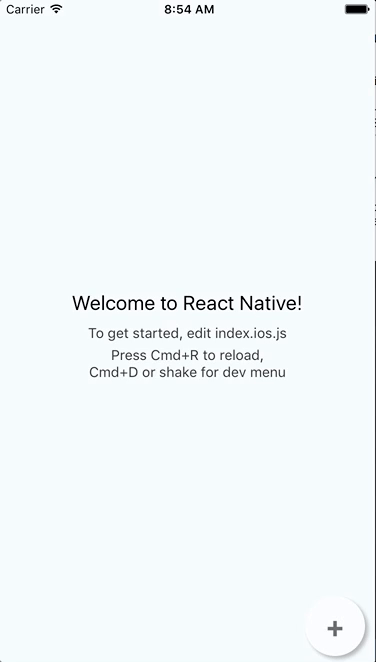 Carrier
8:54 AM
Welcome to React Native!
To get started, edit index.ios.js
Press Cmd+R to reload,
Cmd+D or shake for dev menu
+